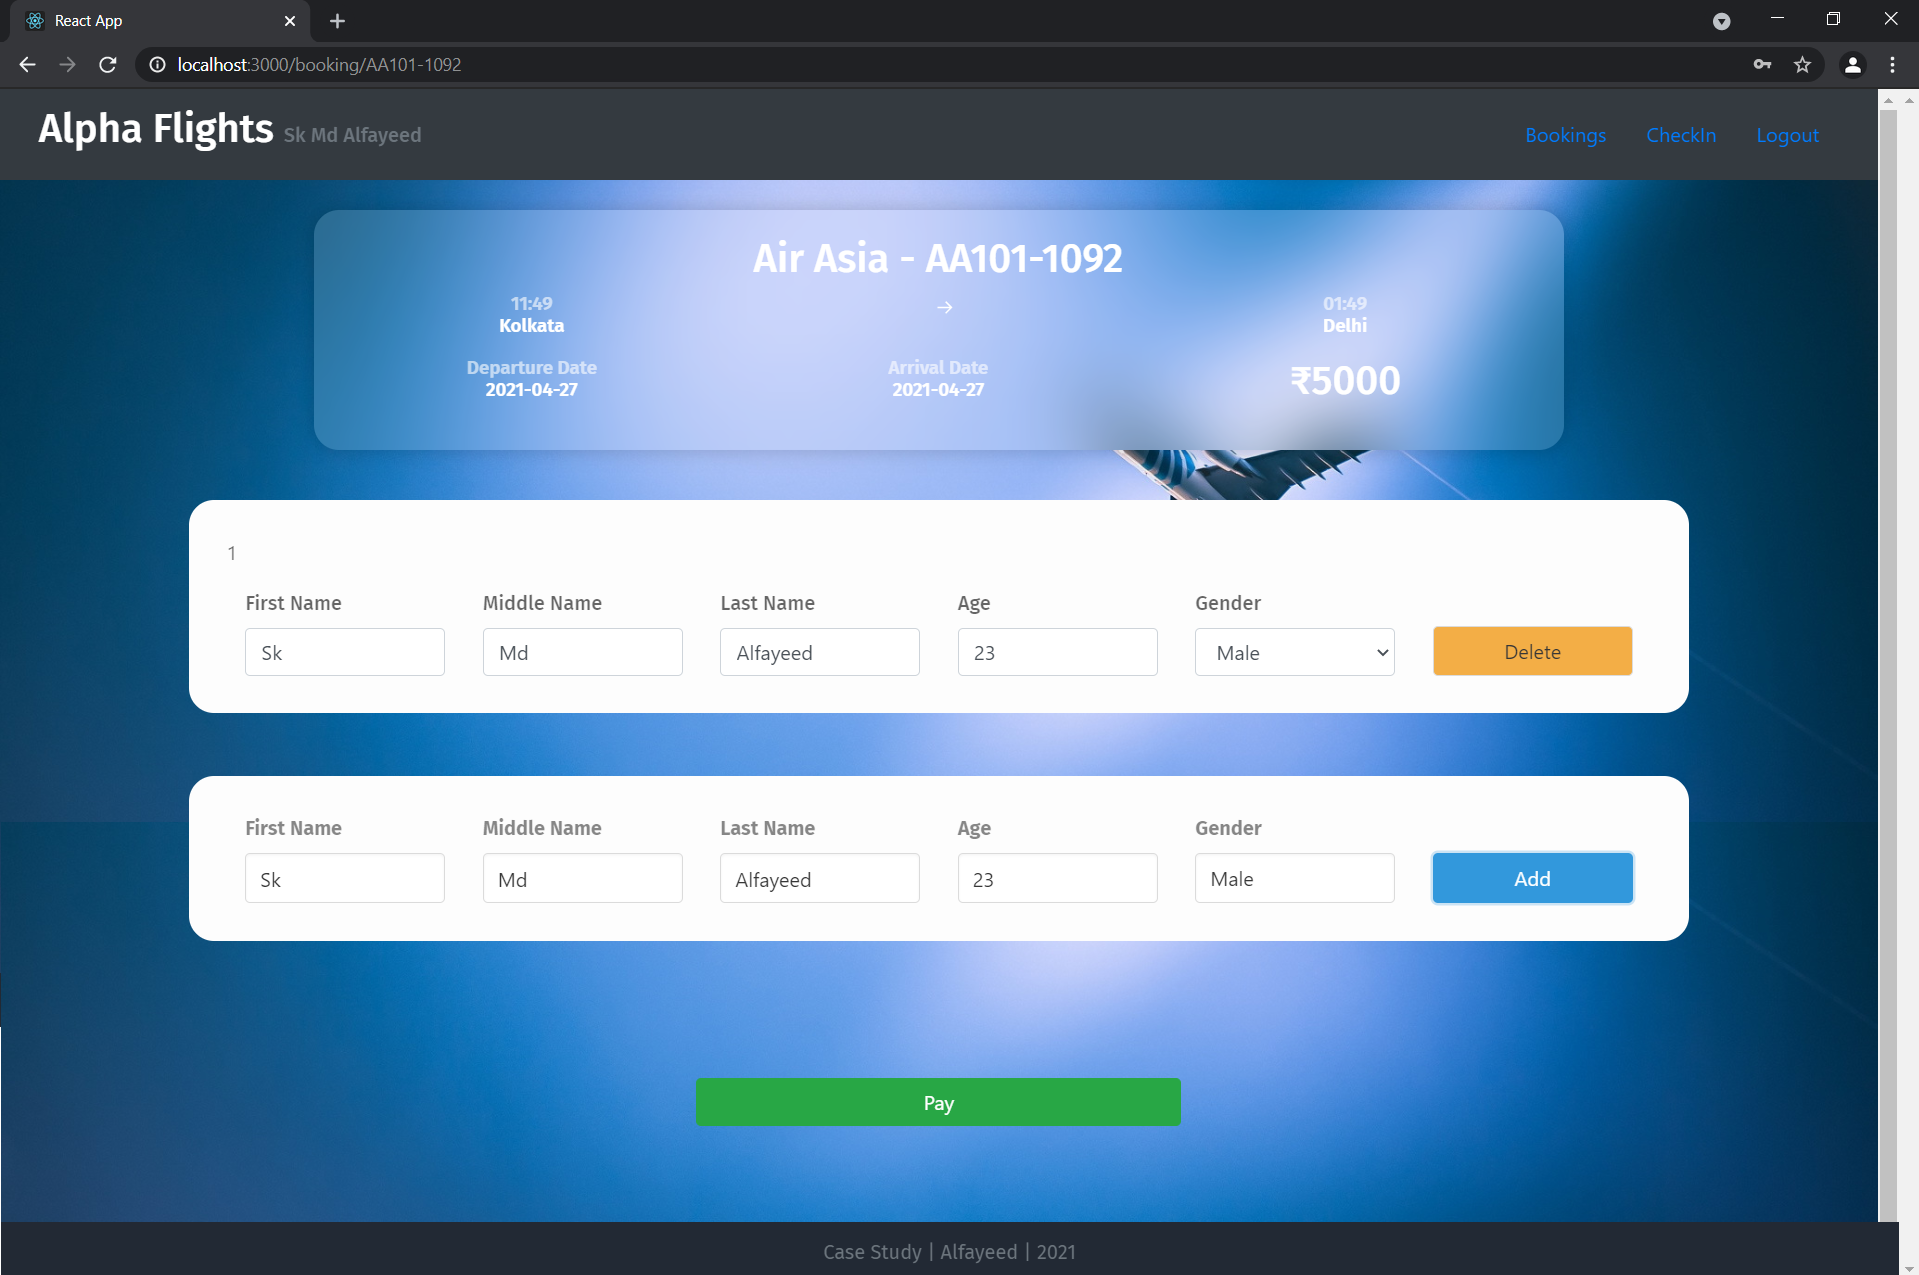 React App
localhost:3000/booking/AA101-1092
Alpha Flights Sk Md Alfayeed
Bookings CheckIn Logout
Air Asia - AA101-1092
11:49 → 01:49
Kolkata Delhi
Departure Date Arrival Date ₹5000
2021-04-27 2021-04-27
1
First Name Middle Name Last Name Age Gender
Sk Md Alfayeed 23 Male Delete
First Name Middle Name Last Name Age Gender
Sk Md Alfayeed 23 Male Add
Pay
Case Study | Alfayeed | 2021